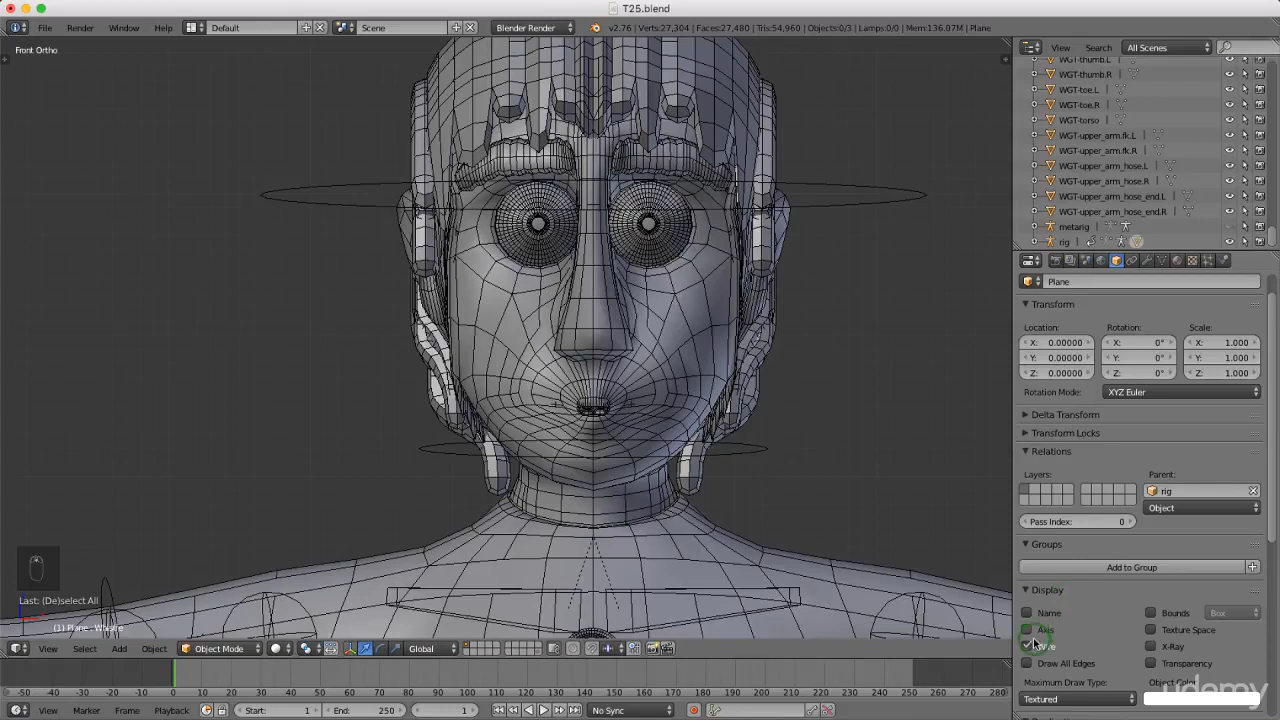 T25.blend
File Render Window Help Default Scene Blender Render v2.76 | Verts:27,304 | Faces:27,480 | Tris:54,960 | Objects:0/3 | Lamps:0/0 | Mem:136.07M | Plane
Front Ortho
View Search All Scenes
WGT-thumb.L
WGT-thumb.R
WGT-toe.L
WGT-toe.R
WGT-torso
WGT-upper_arm.fk.L
WGT-upper_arm.fk.R
WGT-upper_arm_hose.L
WGT-upper_arm_hose.R
WGT-upper_arm_hose_end.L
WGT-upper_arm_hose_end.R
metarig
rig
Plane
Transform
Location: Rotation: Scale:
X: 0.00000 X: 0° X: 1.000
Y: 0.00000 Y: 0° Y: 1.000
Z: 0.00000 Z: 0° Z: 1.000
Rotation Mode: XYZ Euler
Delta Transform
Transform Locks
Relations
Layers: Parent:
rig
Object
Pass Index: 0
Groups
Add to Group
Display
Name Bounds Box
Axis Texture Space
X-Ray
Draw All Edges Transparency
Maximum Draw Type: Object Color:
Textured
Last: (De)select All
View Select Add Object Object Mode Global
-50 -40 -30 -20 -10 0 10 20 30 40 50 60 70 80 90 100 110 120 130 140 150 160 170 180 190 200 210 220 230 240 250 260 270 280
View Marker Frame Playback Start: 1 End: 250 1 No Sync
udemy